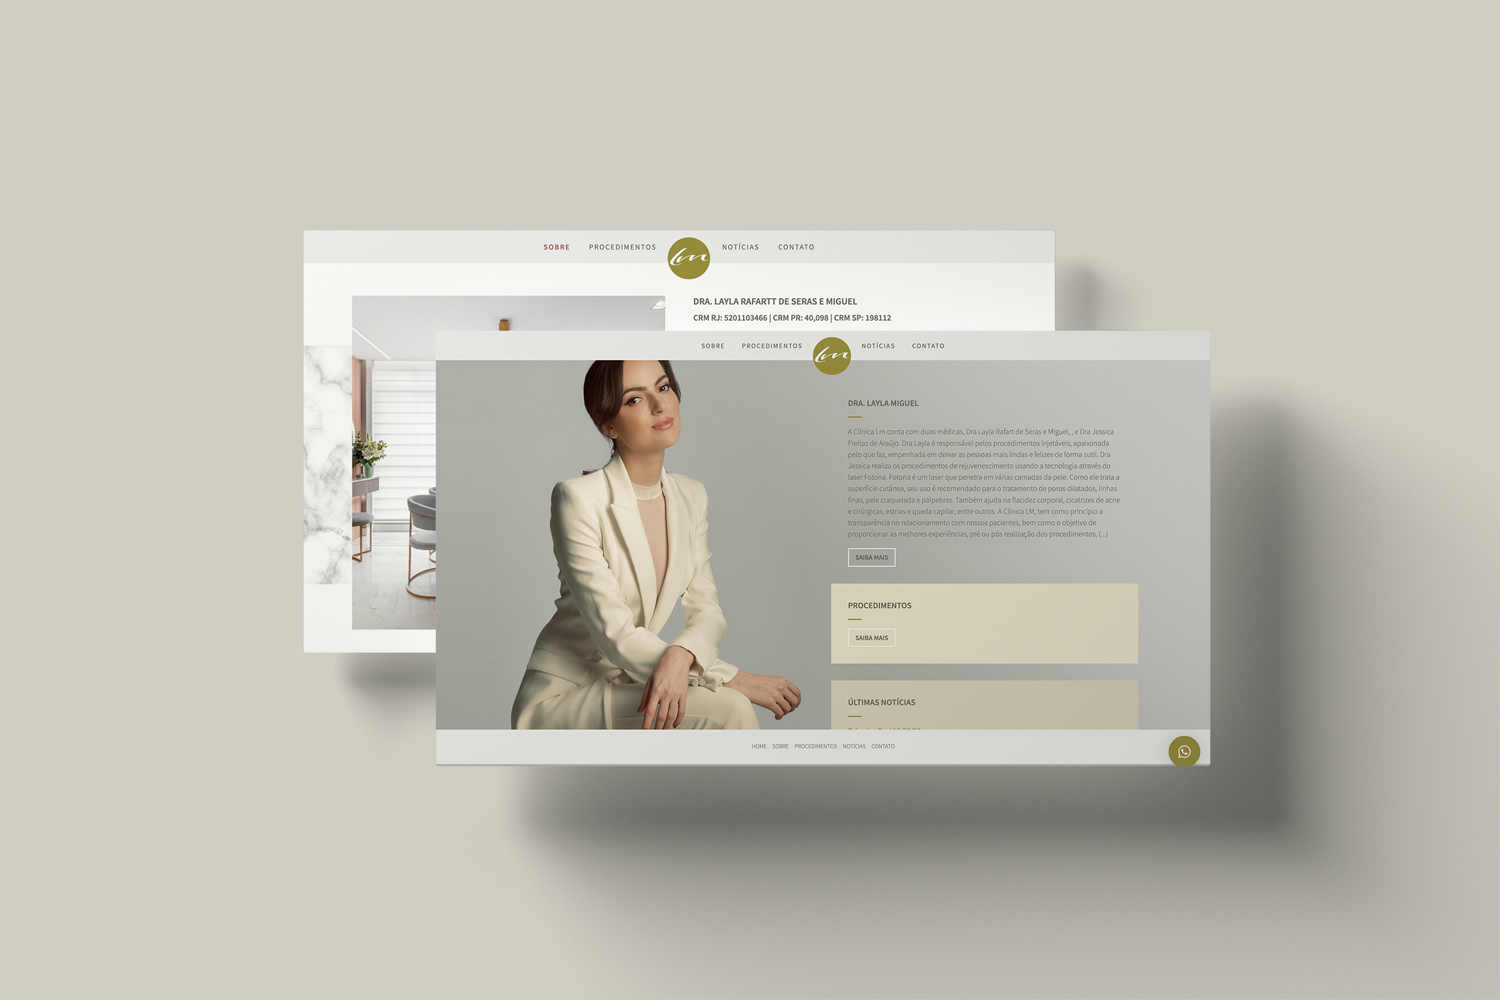 SOBRE PROCEDIMENTOS lm NOTÍCIAS CONTATO
DRA. LAYLA RAFARTT DE SERAS E MIGUEL
CRM RJ: 5201103466 | CRM PR: 40,098 | CRM SP: 198112
SOBRE PROCEDIMENTOS lm NOTÍCIAS CONTATO
DRA. LAYLA MIGUEL
A Clínica Lm conta com duas médicas, Dra Layla Rafart de Seras e Miguel, , e Dra Jessica
Freitas de Araújo. Dra Layla é responsável pelos procedimentos injetáveis, apaixonada
pelo que faz, empenhada em deixar as pessoas mais lindas e felizes de forma sutil. Dra
Jessica realiza os procedimentos de rejuvenescimento usando a tecnologia através do
laser Fotona. Fotona é um laser que penetra em várias camadas da pele. Como ele trata a
superfície cutânea, seu uso é recomendado para o tratamento de poros dilatados, linhas
finas, pele craquelada e pálpebras. Também ajuda na flacidez corporal, cicatrizes de acne
e cirúrgicas, estrias e queda capilar, entre outros. A Clínica LM, tem como princípio a
transparência no relacionamento com nossos pacientes, bem como o objetivo de
proporcionar as melhores experiências, pré ou pós realização dos procedimentos. (...)
SAIBA MAIS
PROCEDIMENTOS
SAIBA MAIS
ÚLTIMAS NOTÍCIAS
HOME SOBRE PROCEDIMENTOS NOTÍCIAS CONTATO